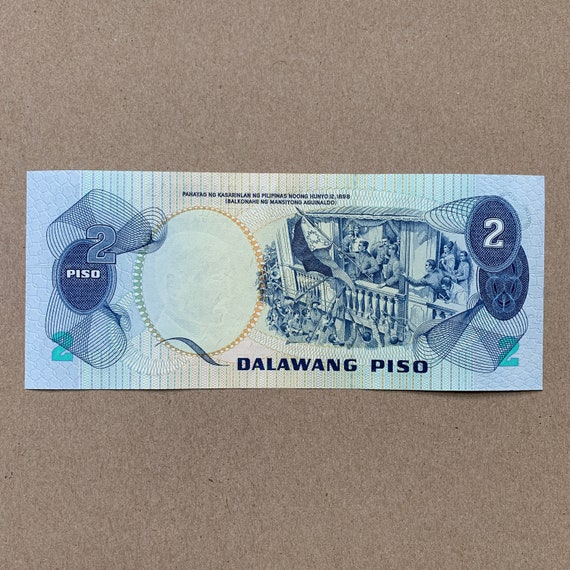 PAHAYAG NG KASARINLAN NG PILIPINAS NOONG HUNYO 12, 1898
(BALKONAHE NG MANSIYONG AGUINALDO)
2
PISO
2
2
2
DALAWANG PISO